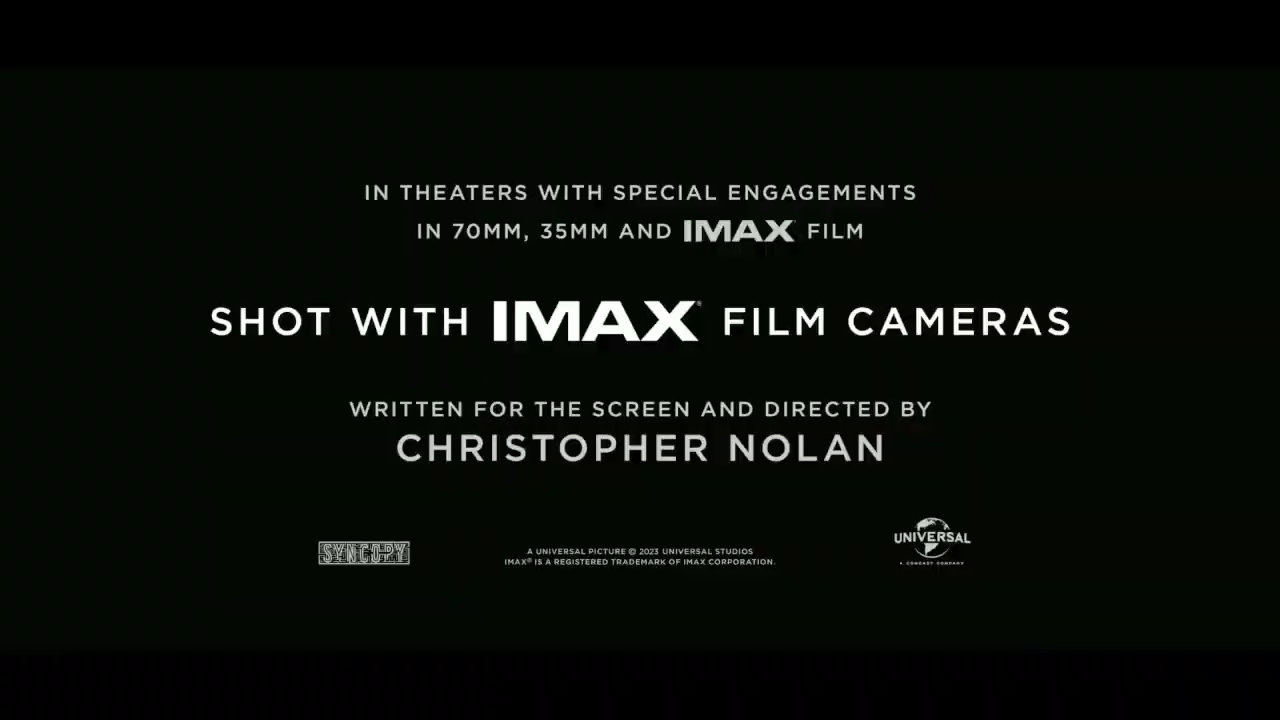 IN THEATERS WITH SPECIAL ENGAGEMENTS
IN 70MM, 35MM AND IMAX FILM
SHOT WITH IMAX® FILM CAMERAS
WRITTEN FOR THE SCREEN AND DIRECTED BY
CHRISTOPHER NOLAN
SYNCOPY
A UNIVERSAL PICTURE © 2023 UNIVERSAL STUDIOS
IMAX® IS A REGISTERED TRADEMARK OF IMAX CORPORATION.
UNIVERSAL
A COMCAST COMPANY